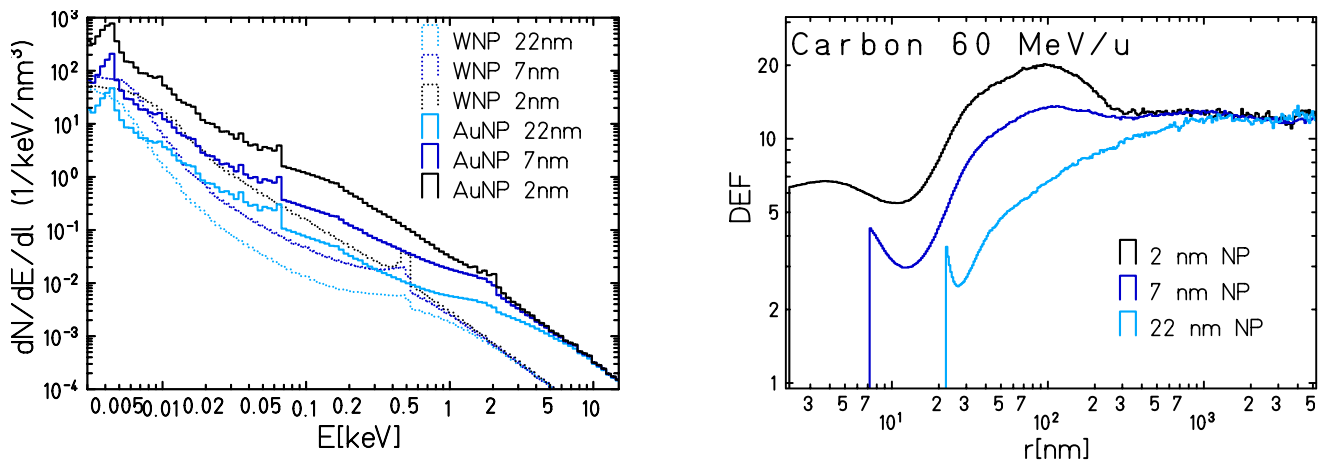 10³
10²
10¹
10⁰
10⁻¹
10⁻²
10⁻³
10⁻⁴
dN/dE/dl (1/keV/nm³)
WNP 22nm
WNP 7nm
WNP 2nm
AuNP 22nm
AuNP 7nm
AuNP 2nm
0.005 0.01 0.02 0.05 0.1 0.2 0.5 1 2 5 10
E[keV]
Carbon 60 MeV/u
20
10
5
2
1
DEF
2 nm NP
7 nm NP
22 nm NP
3 5 7 10¹ 2 3 5 7 10² 2 3 5 7 10³ 2 3 5
r[nm]